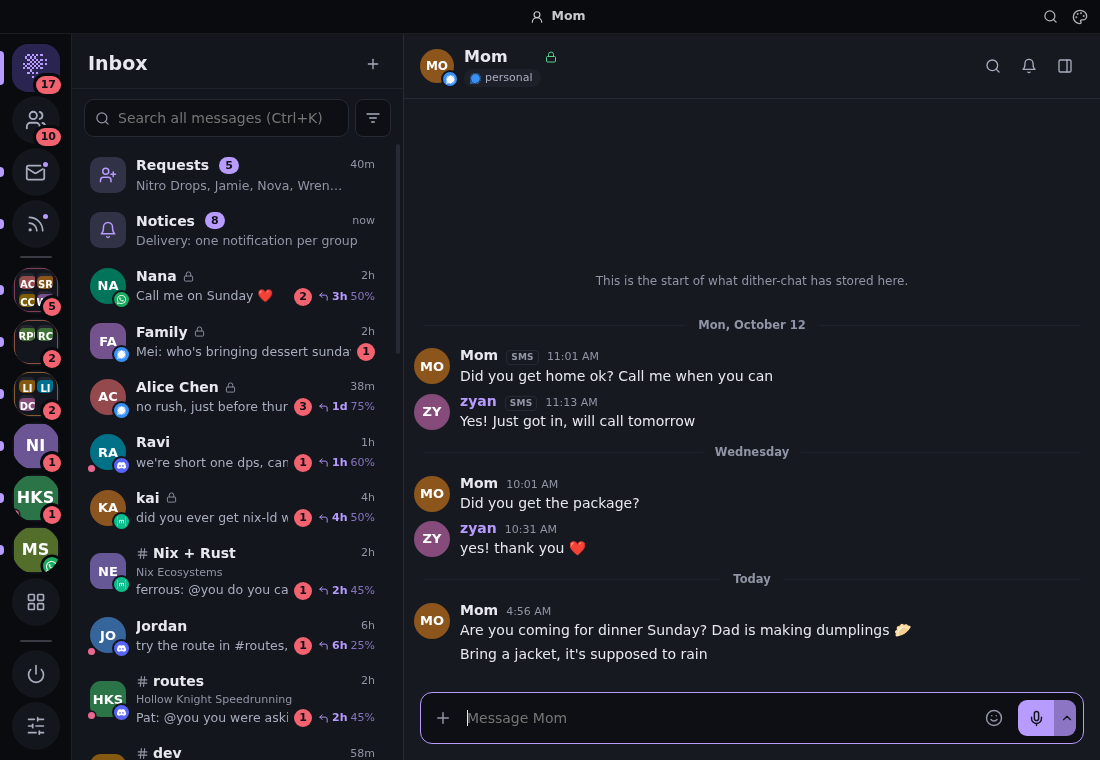 Mom
17
10
5
AC SR
CC
2
RP RC
2
LI LI
DC
NI
1
HKS
1
MS
Inbox
Search all messages (Ctrl+K)
Requests 5 40m
Nitro Drops, Jamie, Nova, Wren…
Notices 8 now
Delivery: one notification per group
NA
Nana 2h
Call me on Sunday ❤️ 2 3h 50%
FA
Family 2h
Mei: who's bringing dessert sunda 1
AC
Alice Chen 38m
no rush, just before thur 3 1d 75%
RA
Ravi 1h
we're short one dps, can 1 1h 60%
KA
kai 4h
did you ever get nix-ld w 1 4h 50%
NE
# Nix + Rust 2h
Nix Ecosystems
ferrous: @you do you ca 1 2h 45%
JO
Jordan 6h
try the route in #routes, 1 6h 25%
HKS
# routes 2h
Hollow Knight Speedrunning
Pat: @you you were aski 1 2h 45%
# dev 58m
MO
Mom
personal
This is the start of what dither-chat has stored here.
Mon, October 12
MO
Mom SMS 11:01 AM
Did you get home ok? Call me when you can
ZY
zyan SMS 11:13 AM
Yes! Just got in, will call tomorrow
Wednesday
MO
Mom 10:01 AM
Did you get the package?
ZY
zyan 10:31 AM
yes! thank you ❤️
Today
MO
Mom 4:56 AM
Are you coming for dinner Sunday? Dad is making dumplings 🥟
Bring a jacket, it's supposed to rain
Message Mom